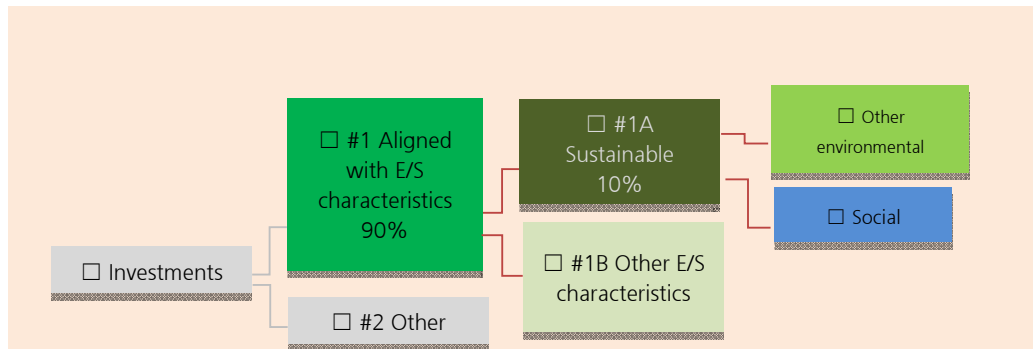 ☐ Investments
☐ #1 Aligned
with E/S
characteristics
90%
☐ #2 Other
☐ #1A
Sustainable
10%
☐ #1B Other E/S
characteristics
☐ Other
environmental
☐ Social